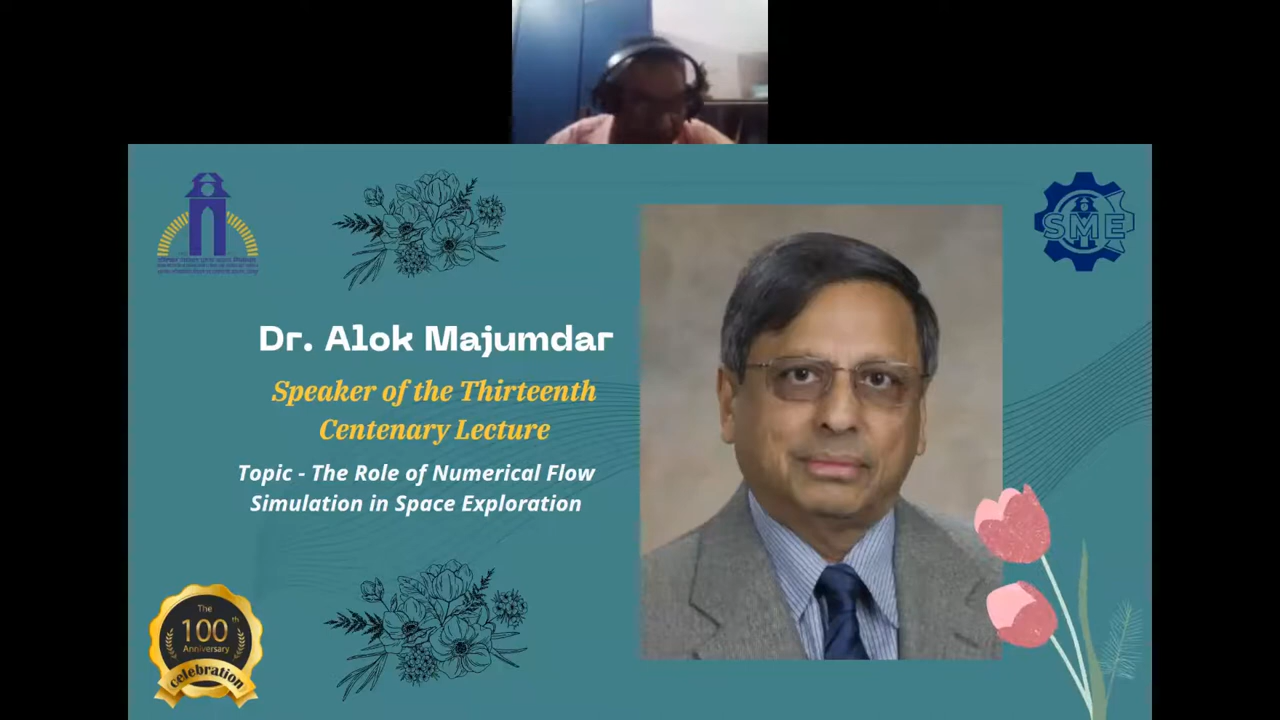 SME
Dr. Alok Majumdar
Speaker of the Thirteenth
Centenary Lecture
Topic - The Role of Numerical Flow
Simulation in Space Exploration
The
100th
Anniversary
celebration